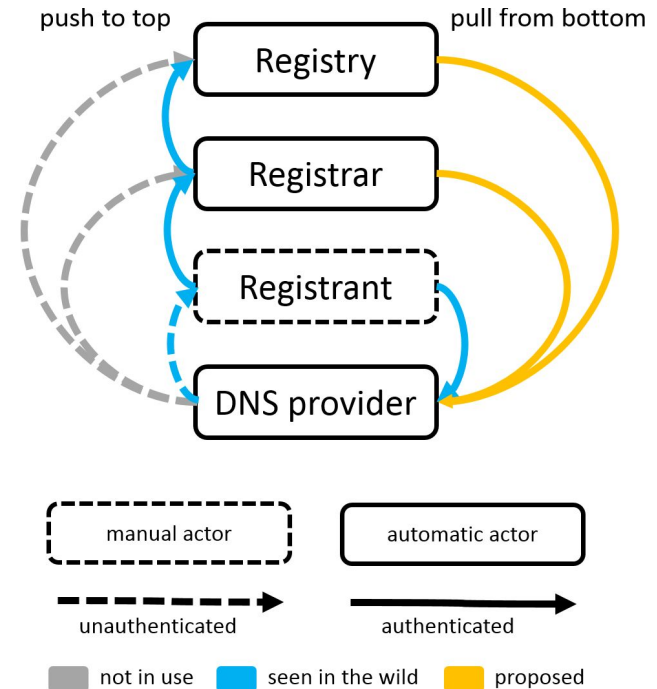 push to top
pull from bottom
Registry
Registrar
Registrant
DNS provider
manual actor
automatic actor
unauthenticated
authenticated
not in use
seen in the wild
proposed